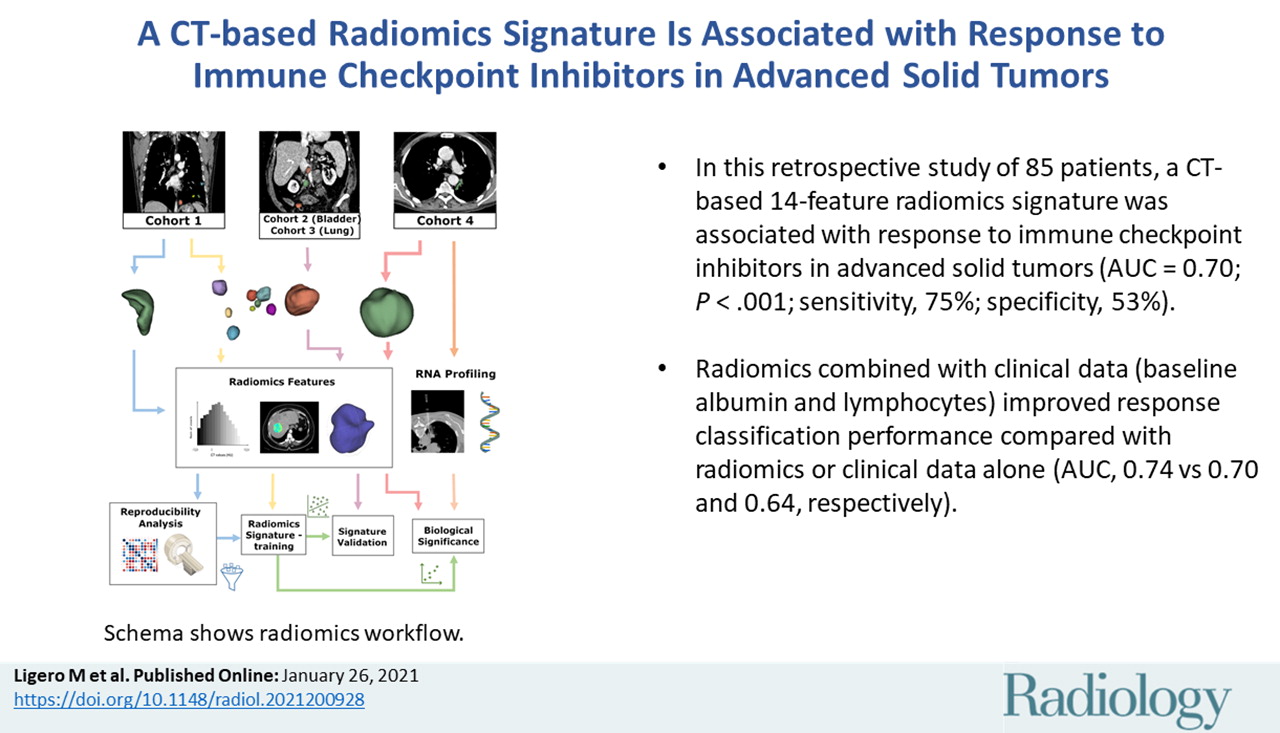 A CT-based Radiomics Signature Is Associated with Response to
Immune Checkpoint Inhibitors in Advanced Solid Tumors
Cohort 1
Cohort 2 (Bladder)
Cohort 3 (Lung)
Cohort 4
Radiomics Features
RNA Profiling
Reproducibility
Analysis
Radiomics
Signature -
training
Signature
Validation
Biological
Significance
Schema shows radiomics workflow.
• In this retrospective study of 85 patients, a CT-
based 14-feature radiomics signature was
associated with response to immune checkpoint
inhibitors in advanced solid tumors (AUC = 0.70;
P < .001; sensitivity, 75%; specificity, 53%).
• Radiomics combined with clinical data (baseline
albumin and lymphocytes) improved response
classification performance compared with
radiomics or clinical data alone (AUC, 0.74 vs 0.70
and 0.64, respectively).
Ligero M et al. Published Online: January 26, 2021
https://doi.org/10.1148/radiol.2021200928
Radiology